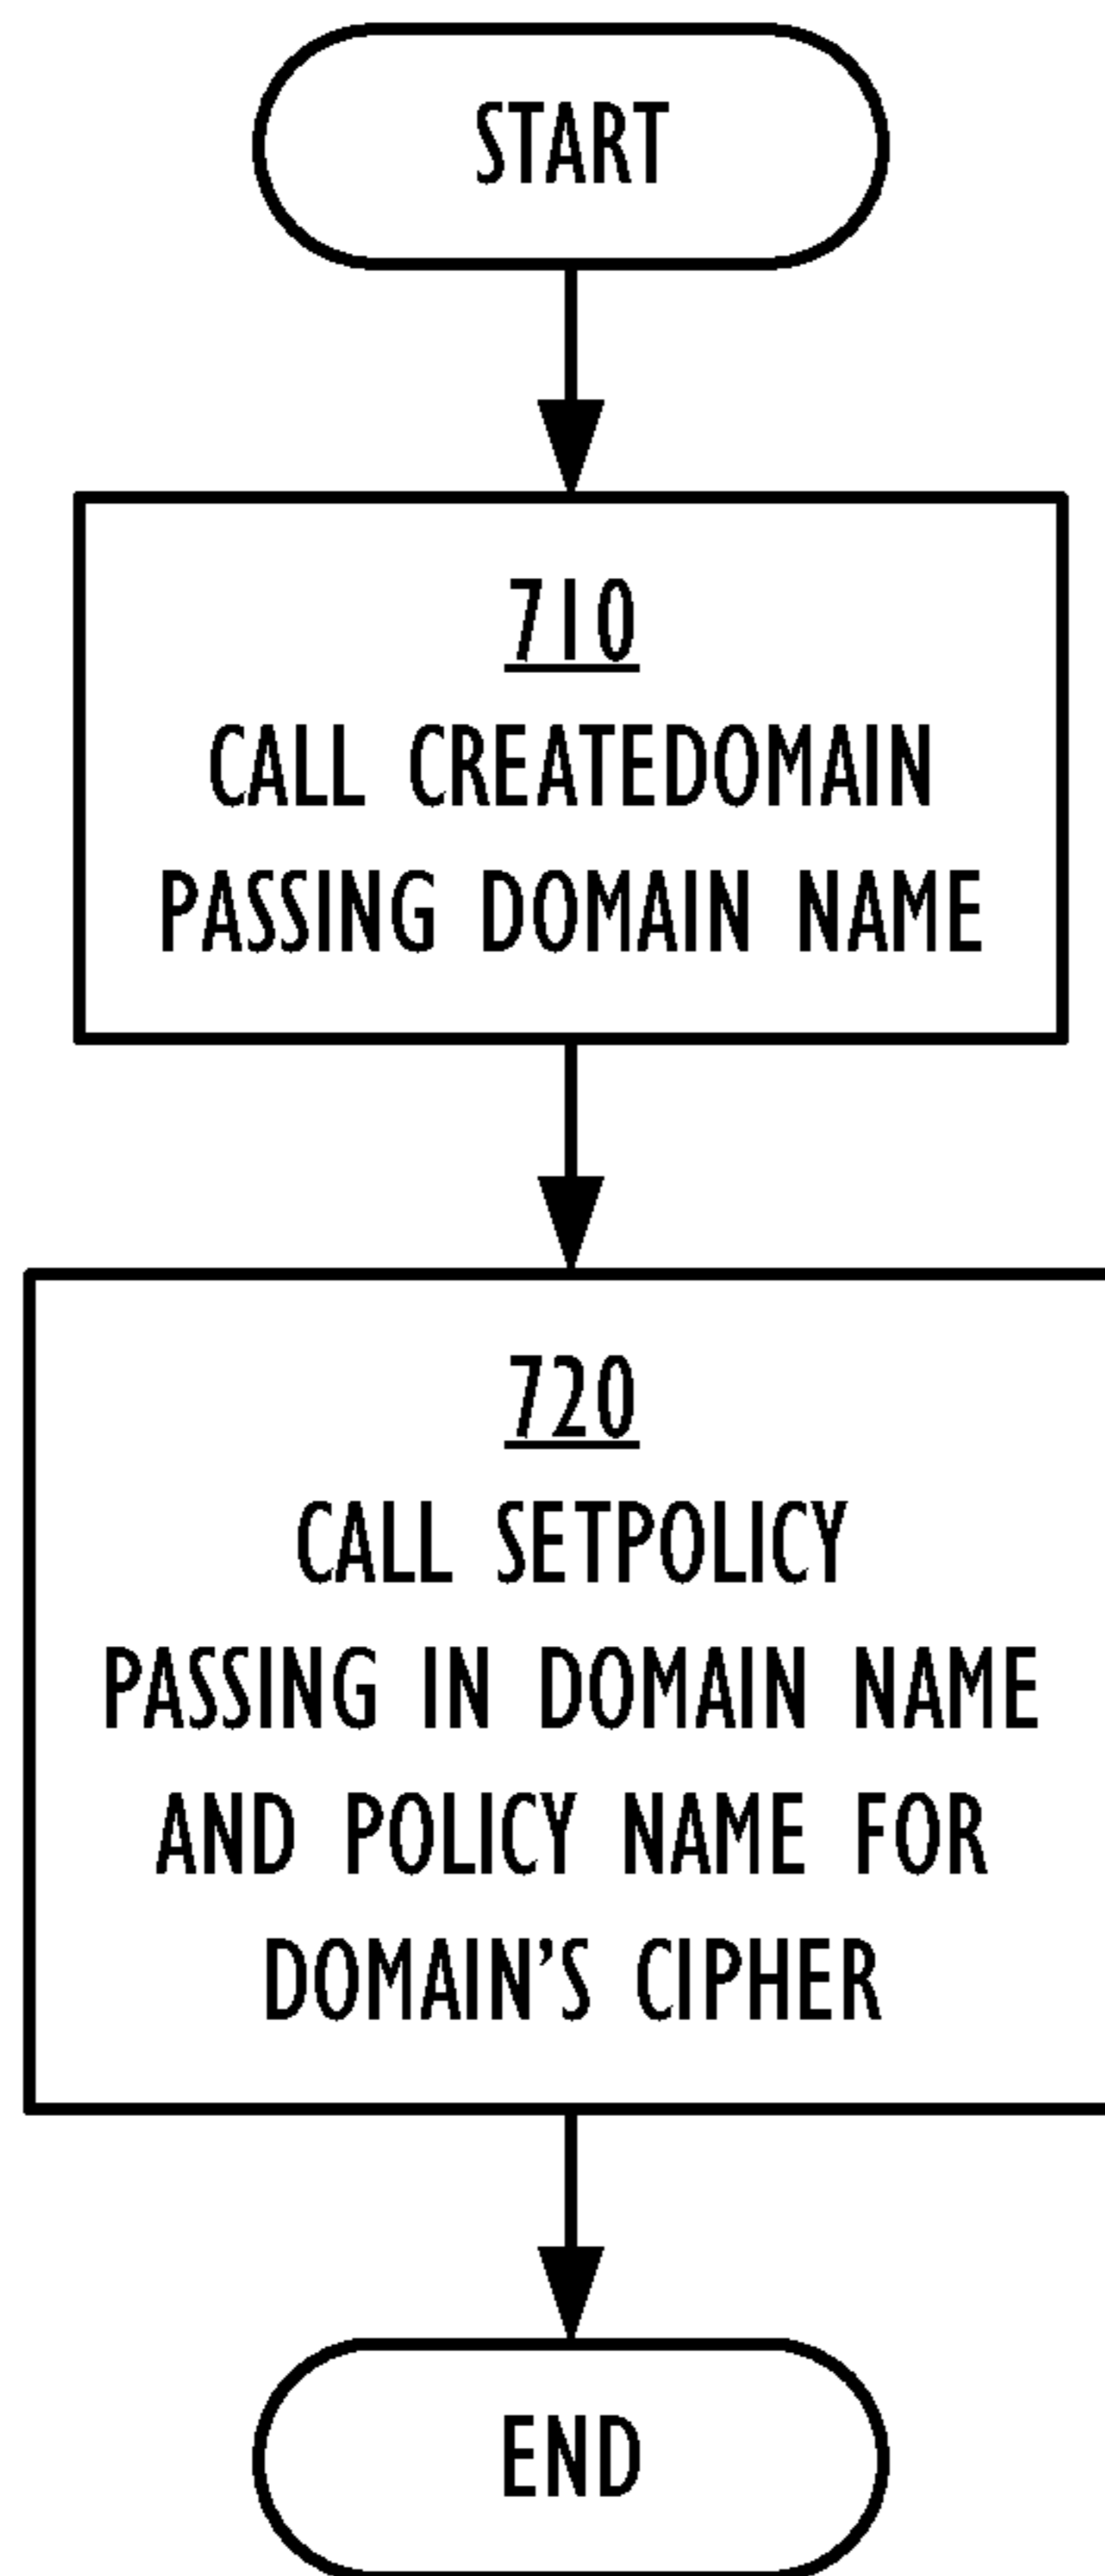 START
710
CALL CREATEDOMAIN
PASSING DOMAIN NAME
720
CALL SETPOLICY
PASSING IN DOMAIN NAME
AND POLICY NAME FOR
DOMAIN’S CIPHER
END